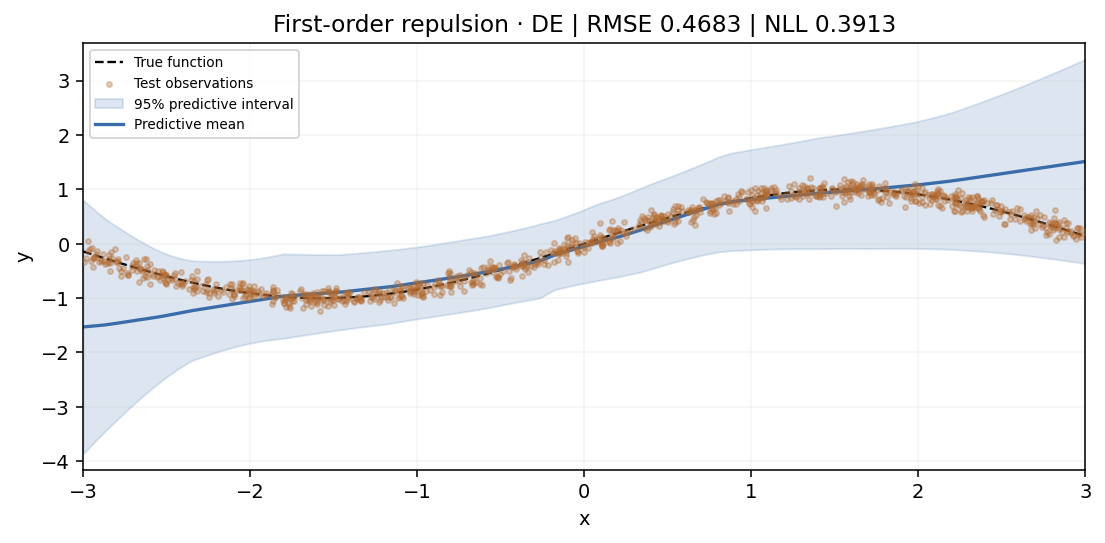 First-order repulsion · DE | RMSE 0.4683 | NLL 0.3913
True function
Test observations
95% predictive interval
Predictive mean
y
3
2
1
0
−1
−2
−3
−4
−3
−2
−1
0
1
2
3
x